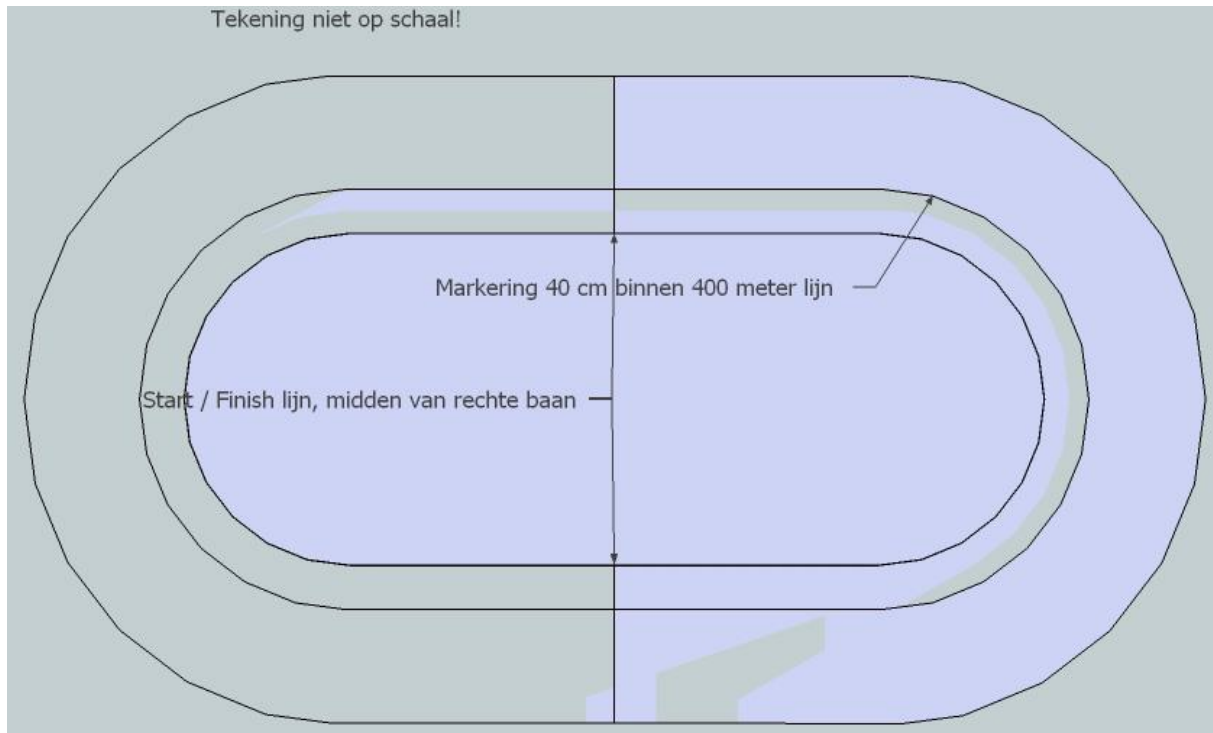 Tekening niet op schaal!
Markering 40 cm binnen 400 meter lijn
Start / Finish lijn, midden van rechte baan